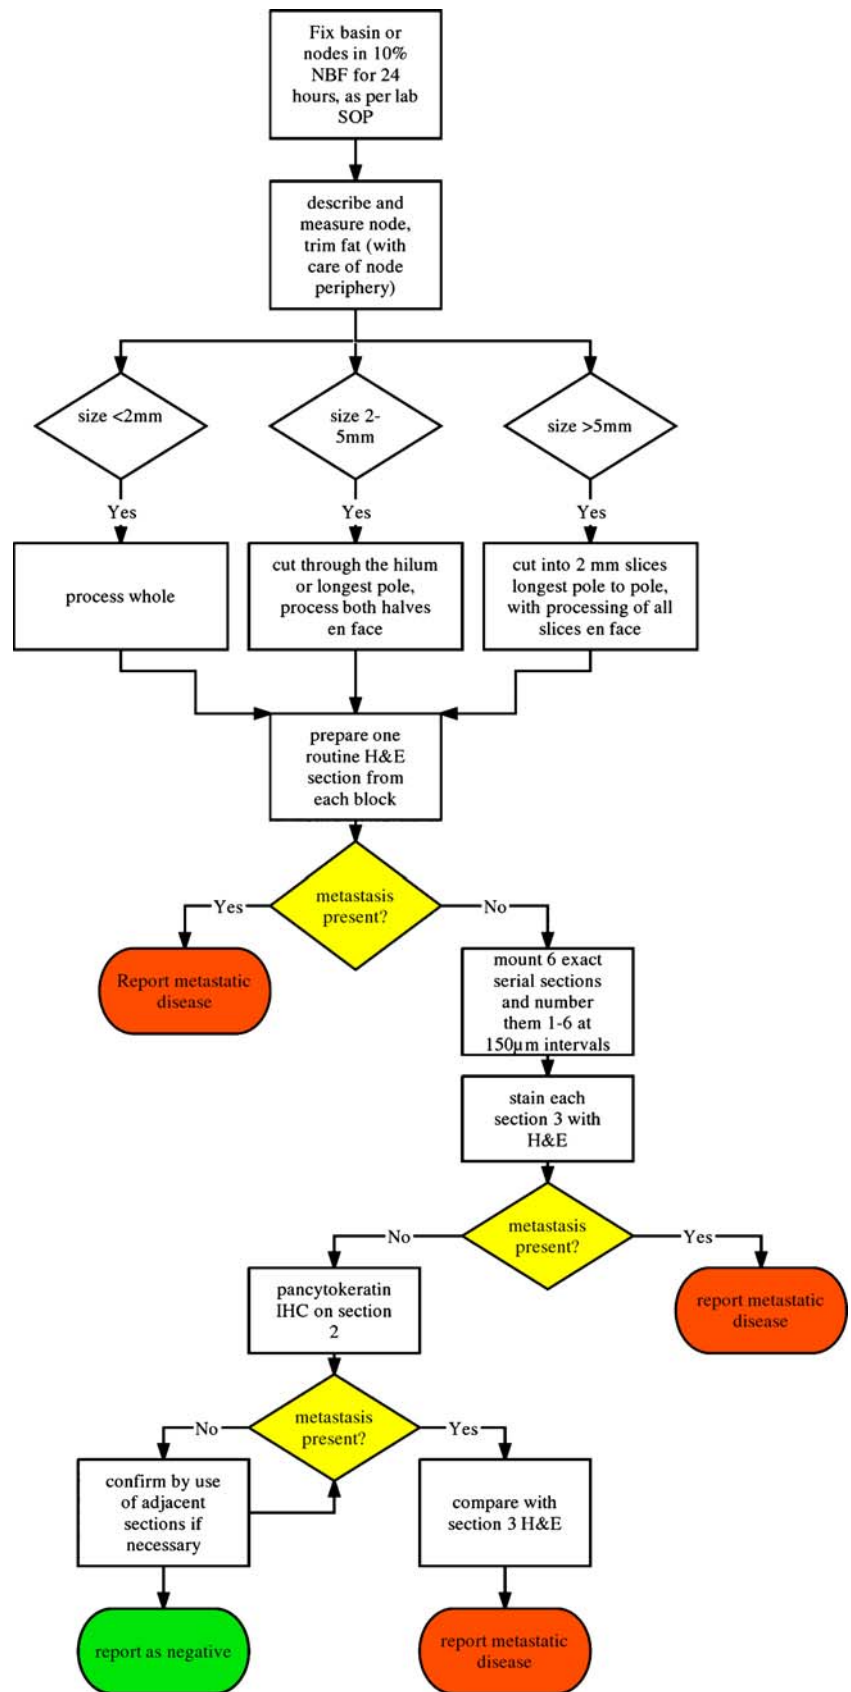 Fix basin or
nodes in 10%
NBF for 24
hours, as per lab
SOP
describe and
measure node,
trim fat (with
care of node
periphery)
size <2mm
size 2-
5mm
size >5mm
Yes
Yes
Yes
process whole
cut through the hilum
or longest pole,
process both halves
en face
cut into 2 mm slices
longest pole to pole,
with processing of all
slices en face
prepare one
routine H&E
section from
each block
metastasis
present?
Yes
No
Report metastatic
disease
mount 6 exact
serial sections
and number
them 1-6 at
150µm intervals
stain each
section 3 with
H&E
metastasis
present?
No
Yes
pancytokeratin
IHC on section
2
report metastatic
disease
metastasis
present?
No
Yes
confirm by use
of adjacent
sections if
necessary
compare with
section 3 H&E
report as negative
report metastatic
disease